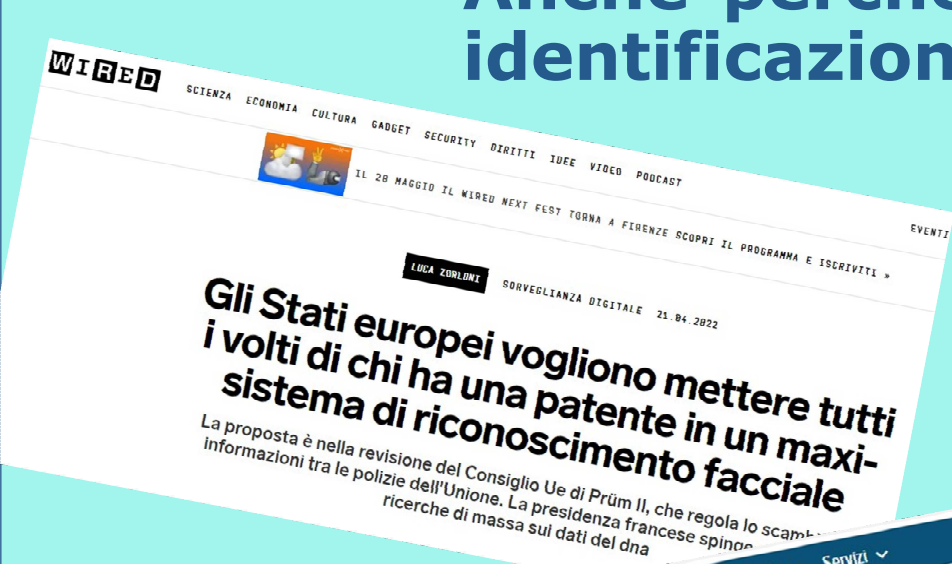 Anche perché
identificazion
WIRED
SCIENZA ECONOMIA CULTURA GADGET SECURITY DIRITTI IDEE VIDEO PODCAST
EVENTI
IL 28 MAGGIO IL WIRED NEXT FEST TORNA A FIRENZE SCOPRI IL PROGRAMMA E ISCRIVITI »
LUCA ZORLONI SORVEGLIANZA DIGITALE 21.04.2022
Gli Stati europei vogliono mettere tutti
i volti di chi ha una patente in un maxi-
sistema di riconoscimento facciale
La proposta è nella revisione del Consiglio Ue di Prüm II, che regola lo scamb
informazioni tra le polizie dell'Unione. La presidenza francese spinge
ricerche di massa sui dati del dna
Servizi